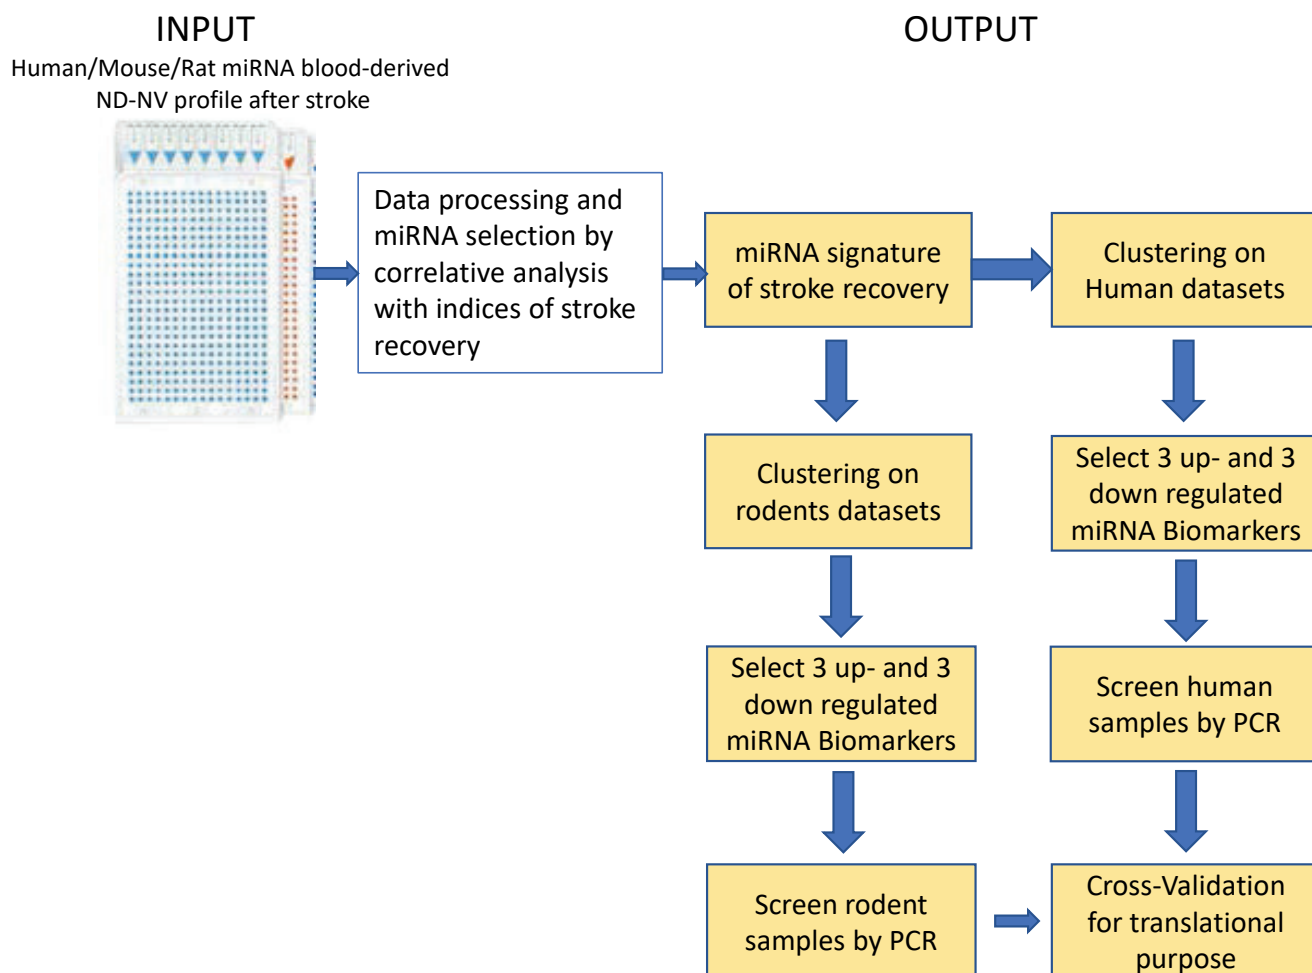 INPUT
Human/Mouse/Rat miRNA blood-derived
ND-NV profile after stroke
Data processing and
miRNA selection by
correlative analysis
with indices of stroke
recovery
OUTPUT
miRNA signature
of stroke recovery
Clustering on
Human datasets
Clustering on
rodents datasets
Select 3 up- and 3
down regulated
miRNA Biomarkers
Select 3 up- and 3
down regulated
miRNA Biomarkers
Screen human
samples by PCR
Screen rodent
samples by PCR
Cross-Validation
for translational
purpose